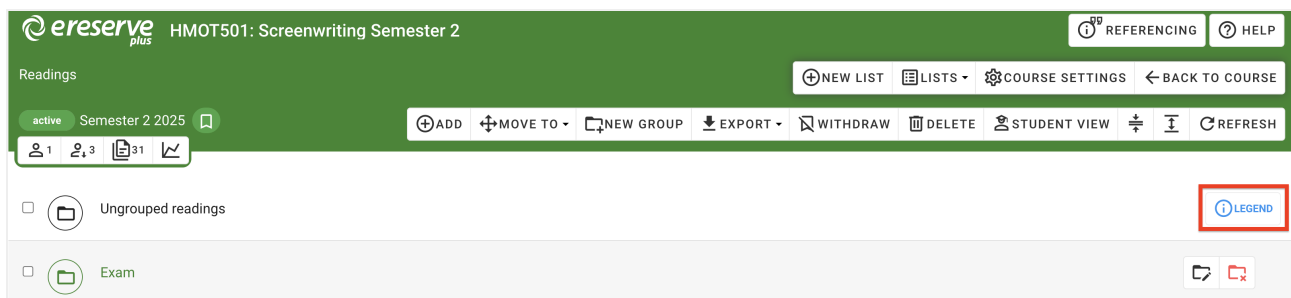 ereserve plus HMOT501: Screenwriting Semester 2 REFERENCING HELP
Readings NEW LIST LISTS COURSE SETTINGS BACK TO COURSE
active Semester 2 2025 ADD MOVE TO NEW GROUP EXPORT WITHDRAW DELETE STUDENT VIEW REFRESH
1 3 31
Ungrouped readings LEGEND
Exam